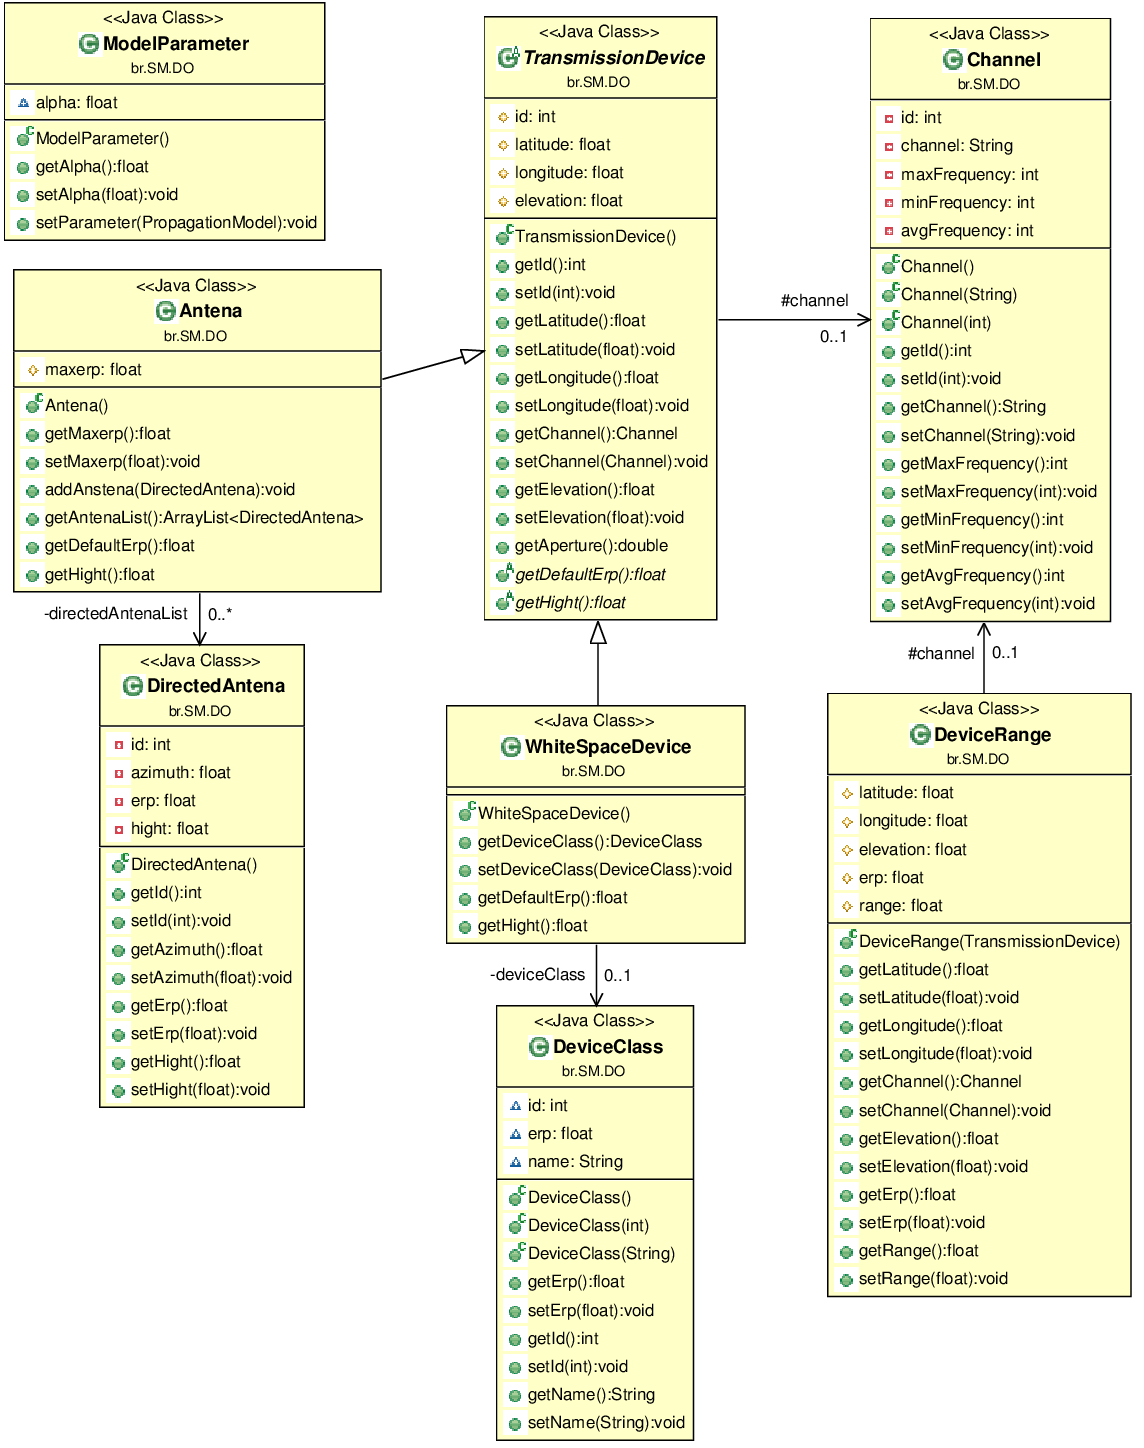 <<Java Class>>
ModelParameter
br.SM.DO
alpha: float
ModelParameter()
getAlpha():float
setAlpha(float):void
setParameter(PropagationModel):void
<<Java Class>>
TransmissionDevice
br.SM.DO
id: int
latitude: float
longitude: float
elevation: float
TransmissionDevice()
getId():int
setId(int):void
getLatitude():float
setLatitude(float):void
getLongitude():float
setLongitude(float):void
getChannel():Channel
setChannel(Channel):void
getElevation():float
setElevation(float):void
getAperture():double
getDefaultErp():float
getHight():float
#channel
0..1
<<Java Class>>
Channel
br.SM.DO
id: int
channel: String
maxFrequency: int
minFrequency: int
avgFrequency: int
Channel()
Channel(String)
Channel(int)
getId():int
setId(int):void
getChannel():String
setChannel(String):void
getMaxFrequency():int
setMaxFrequency(int):void
getMinFrequency():int
setMinFrequency(int):void
getAvgFrequency():int
setAvgFrequency(int):void
<<Java Class>>
Antena
br.SM.DO
maxerp: float
Antena()
getMaxerp():float
setMaxerp(float):void
addAnstena(DirectedAntena):void
getAntenaList():ArrayList<DirectedAntena>
getDefaultErp():float
getHight():float
-directedAntenaList
0..*
<<Java Class>>
DirectedAntena
br.SM.DO
id: int
azimuth: float
erp: float
hight: float
DirectedAntena()
getId():int
setId(int):void
getAzimuth():float
setAzimuth(float):void
getErp():float
setErp(float):void
getHight():float
setHight(float):void
<<Java Class>>
WhiteSpaceDevice
br.SM.DO
WhiteSpaceDevice()
getDeviceClass():DeviceClass
setDeviceClass(DeviceClass):void
getDefaultErp():float
getHight():float
-deviceClass
0..1
<<Java Class>>
DeviceClass
br.SM.DO
id: int
erp: float
name: String
DeviceClass()
DeviceClass(int)
DeviceClass(String)
getErp():float
setErp(float):void
getId():int
setId(int):void
getName():String
setName(String):void
#channel
0..1
<<Java Class>>
DeviceRange
br.SM.DO
latitude: float
longitude: float
elevation: float
erp: float
range: float
DeviceRange(TransmissionDevice)
getLatitude():float
setLatitude(float):void
getLongitude():float
setLongitude(float):void
getChannel():Channel
setChannel(Channel):void
getElevation():float
setElevation(float):void
getErp():float
setErp(float):void
getRange():float
setRange(float):void